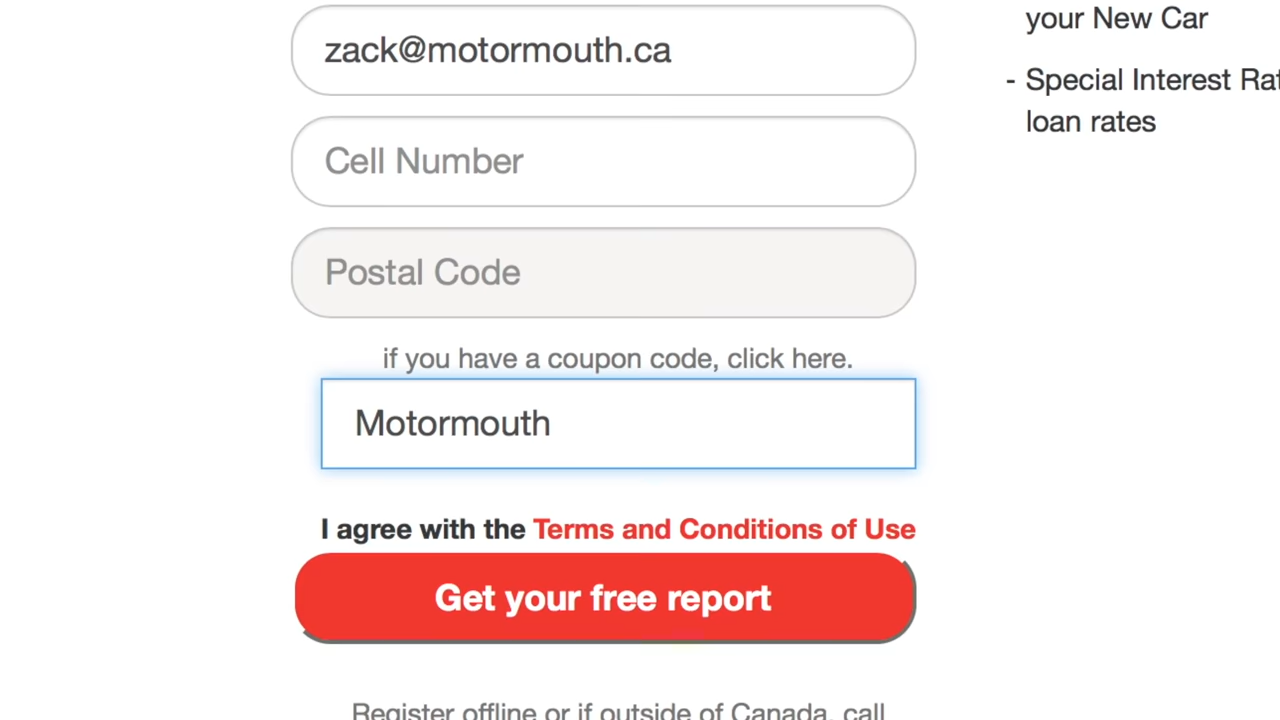 zack@motormouth.ca
Cell Number
Postal Code
if you have a coupon code, click here.
Motormouth
I agree with the Terms and Conditions of Use
Get your free report
Register offline or if outside of Canada, call
your New Car
- Special Interest
loan rates